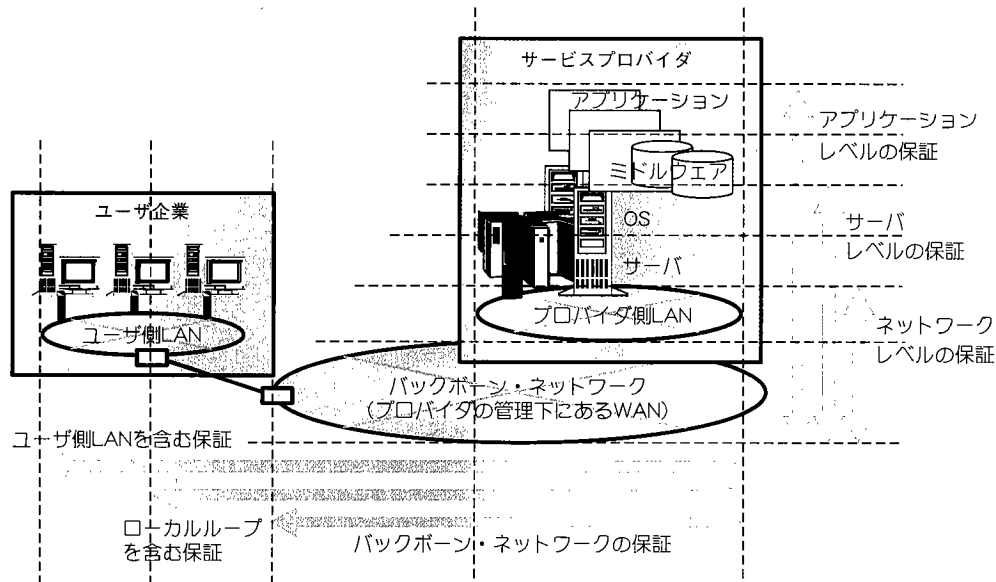 サービスプロバイダ
アプリケーション
ミドルウェア
OS
サーバ
プロバイダ側LAN
アプリケーション
レベルの保証
サーバ
レベルの保証
ネットワーク
レベルの保証
ユーザ企業
ユーザ側LAN
バックボーン・ネットワーク
（プロバイダの管理下にあるWAN）
ユーザ側LANを含む保証
ローカルループ
を含む保証
バックボーン・ネットワークの保証